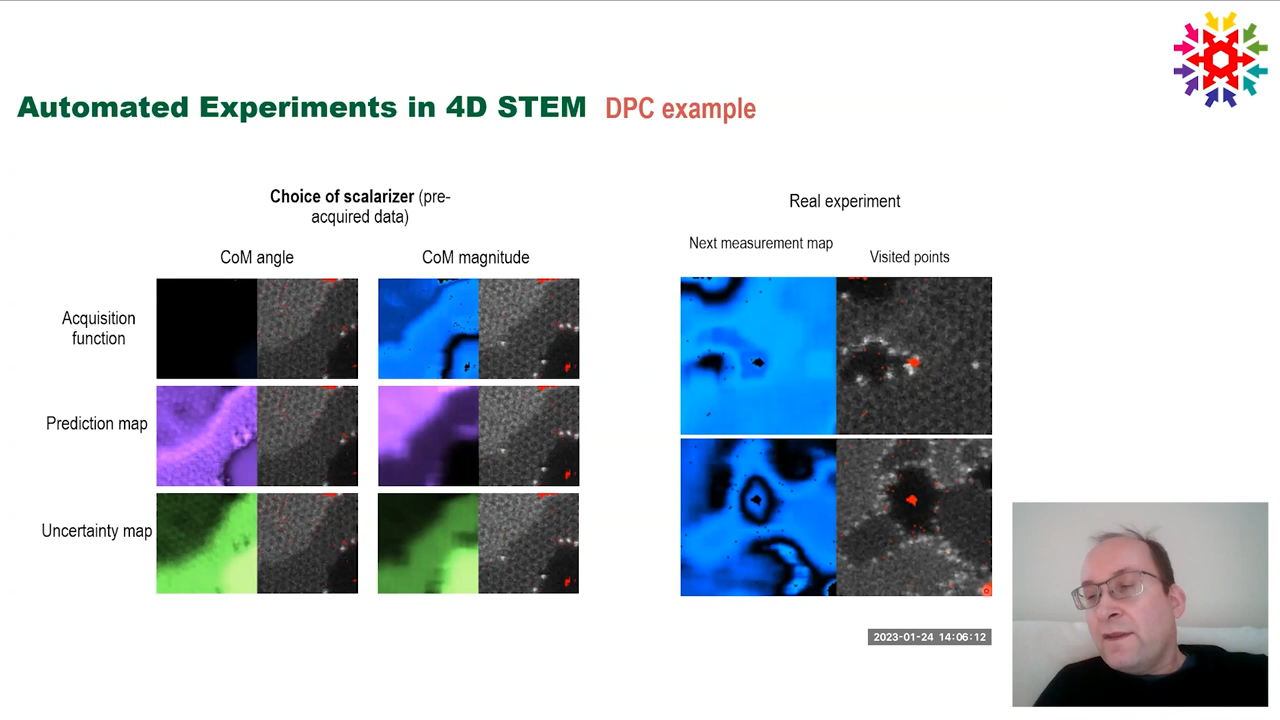 Automated Experiments in 4D STEM DPC example
Choice of scalarizer (pre-
acquired data)
CoM angle
CoM magnitude
Acquisition
function
Prediction map
Uncertainty map
Real experiment
Next measurement map
Visited points
2023-01-24 14:06:12